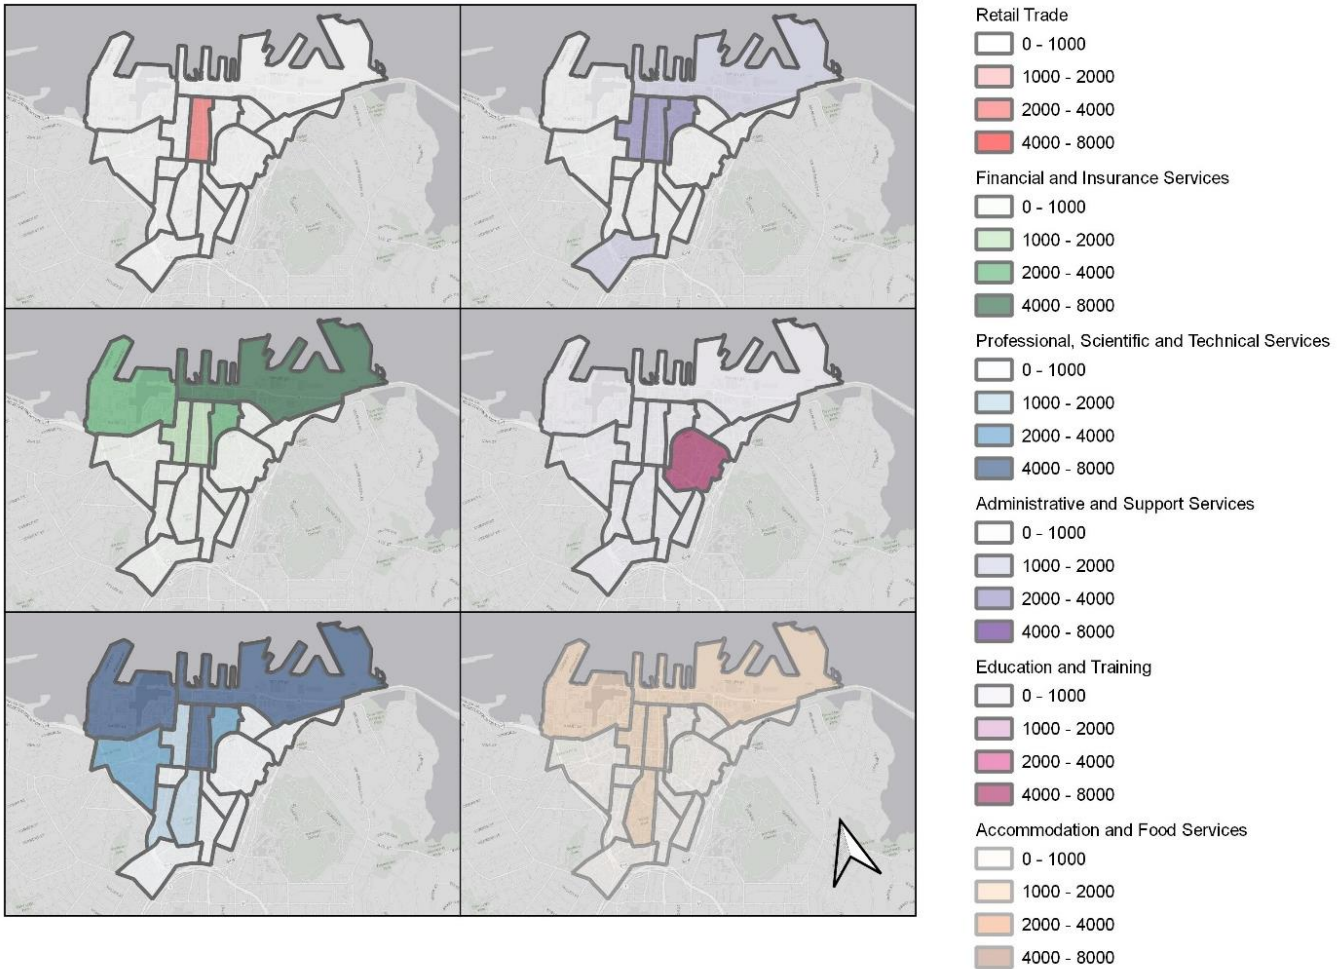 Retail Trade
0 - 1000
1000 - 2000
2000 - 4000
4000 - 8000
Financial and Insurance Services
0 - 1000
1000 - 2000
2000 - 4000
4000 - 8000
Professional, Scientific and Technical Services
0 - 1000
1000 - 2000
2000 - 4000
4000 - 8000
Administrative and Support Services
0 - 1000
1000 - 2000
2000 - 4000
4000 - 8000
Education and Training
0 - 1000
1000 - 2000
2000 - 4000
4000 - 8000
Accommodation and Food Services
0 - 1000
1000 - 2000
2000 - 4000
4000 - 8000